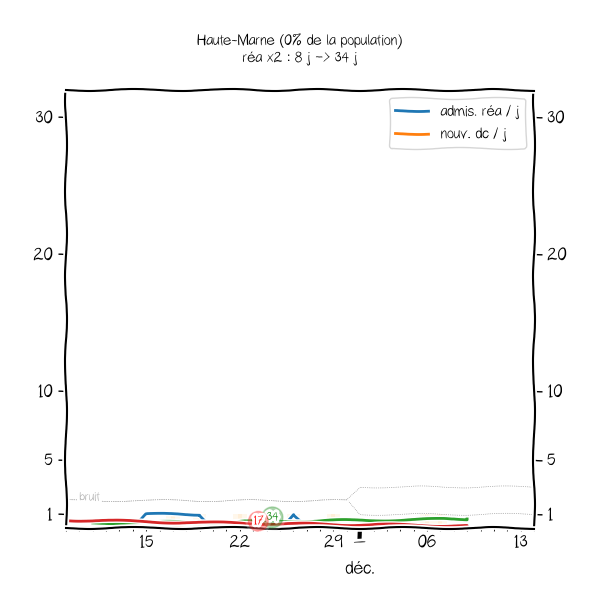 Haute-Marne (0% de la population)
réa x2 : 8 j -> 34 j
admis. réa / j
nouv. dc / j
30
30
20
20
10
10
5
5
bruit
1
17
34
1
15
22
29
06
13
déc.